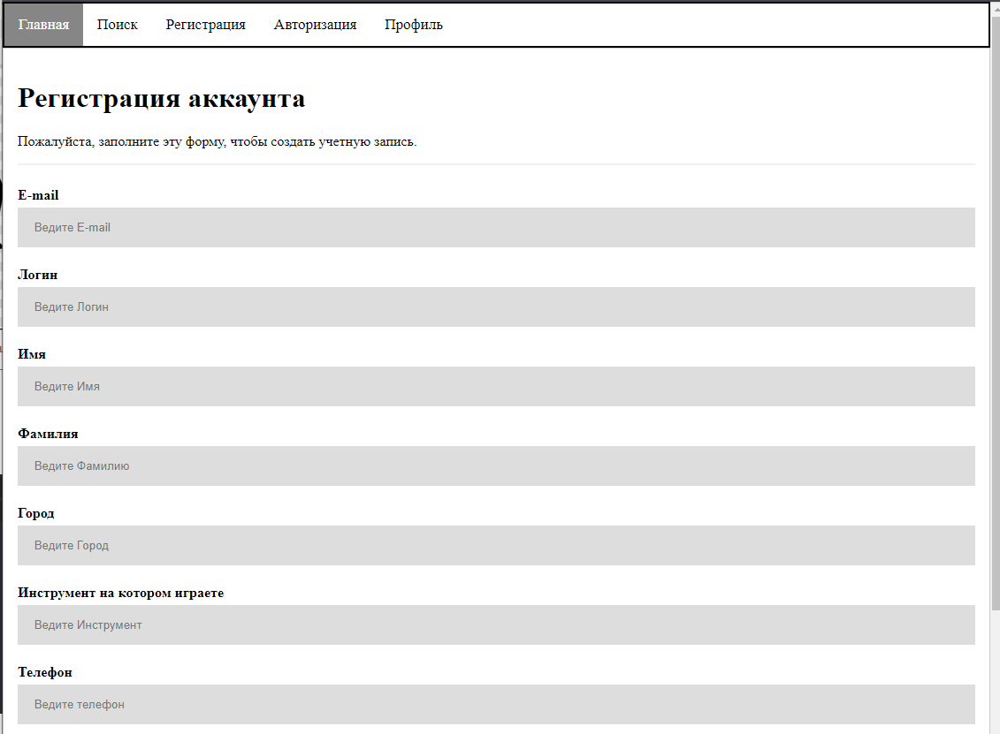 Главная Поиск Регистрация Авторизация Профиль
Регистрация аккаунта
Пожалуйста, заполните эту форму, чтобы создать учетную запись.
E-mail
Ведите E-mail
Логин
Ведите Логин
Имя
Ведите Имя
Фамилия
Ведите Фамилию
Город
Ведите Город
Инструмент на котором играете
Ведите Инструмент
Телефон
Ведите телефон